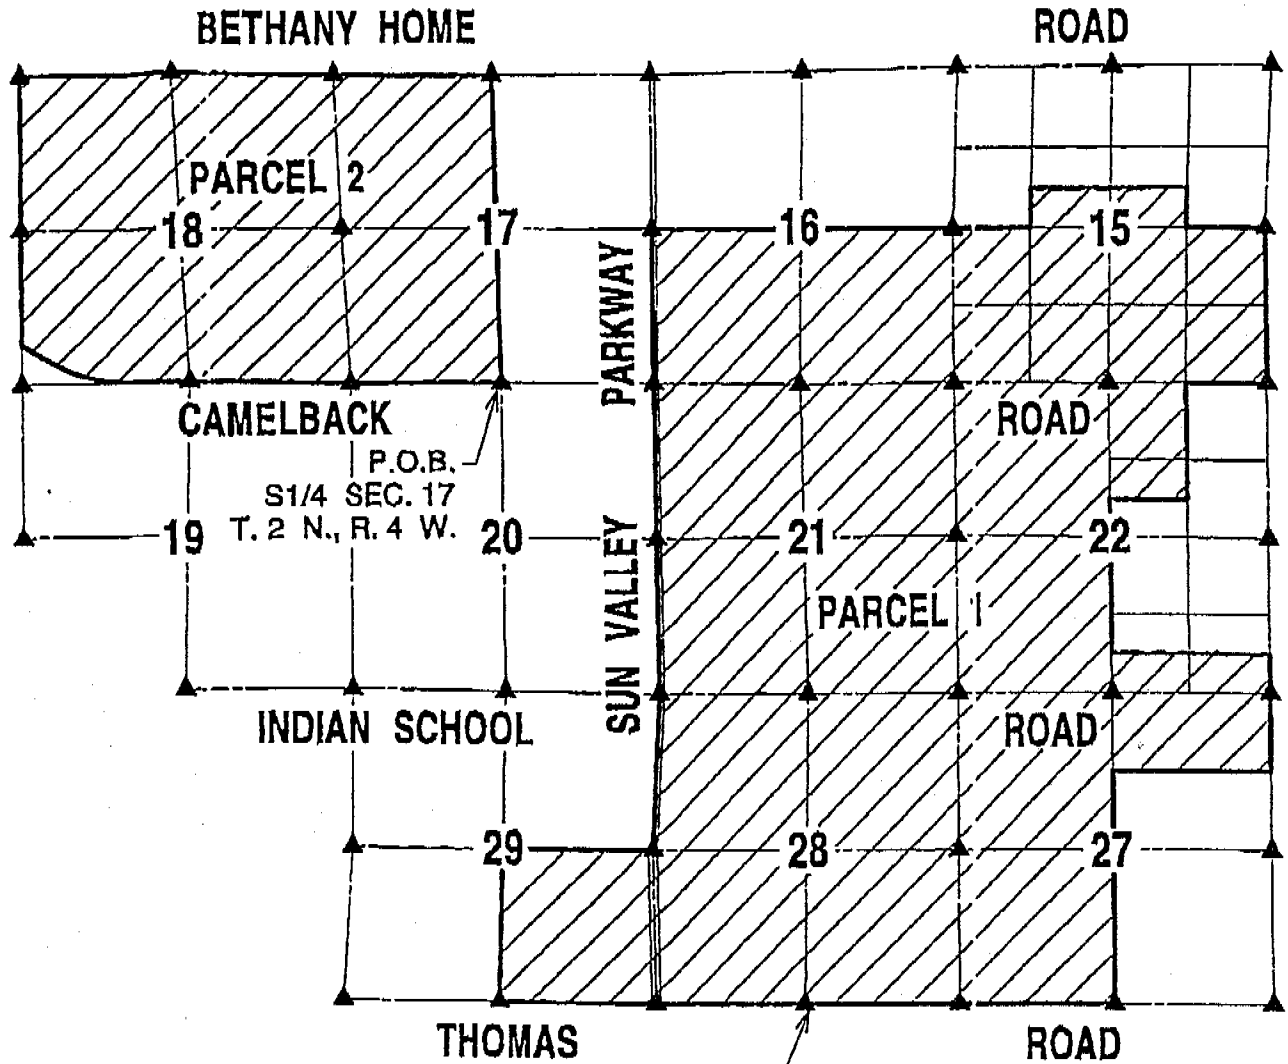 BETHANY HOME ROAD
PARCEL 2
18 17 16 15
SUN VALLEY PARKWAY
CAMELBACK ROAD
P.O.B.
S1/4 SEC. 17
T. 2 N., R. 4 W.
19 20 21 22
PARCEL 1
INDIAN SCHOOL ROAD
29 28 27
THOMAS ROAD